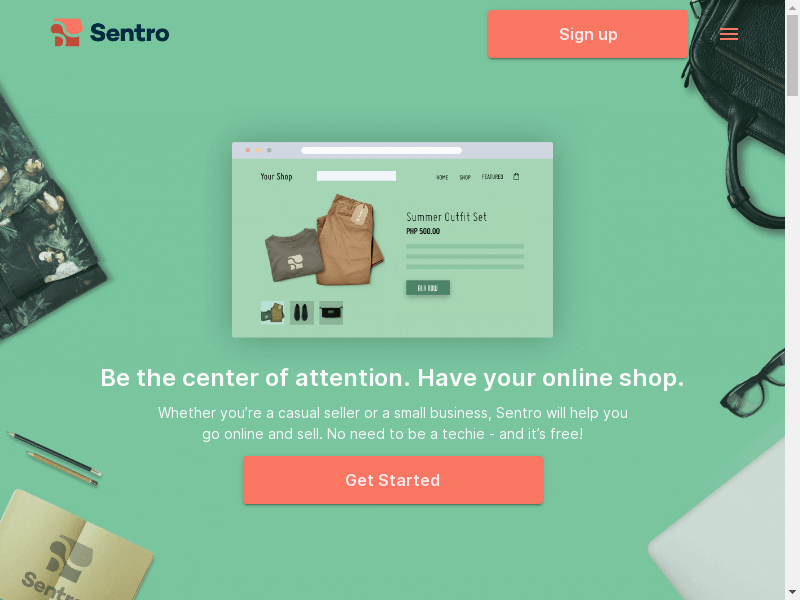 Sentro
Sign up
Your Shop
HOME
SHOP
FEATURED
Summer Outfit Set
PHP 500.00
BUY NOW
Be the center of attention. Have your online shop.
Whether you’re a casual seller or a small business, Sentro will help you
go online and sell. No need to be a techie - and it’s free!
Get Started
Sentro